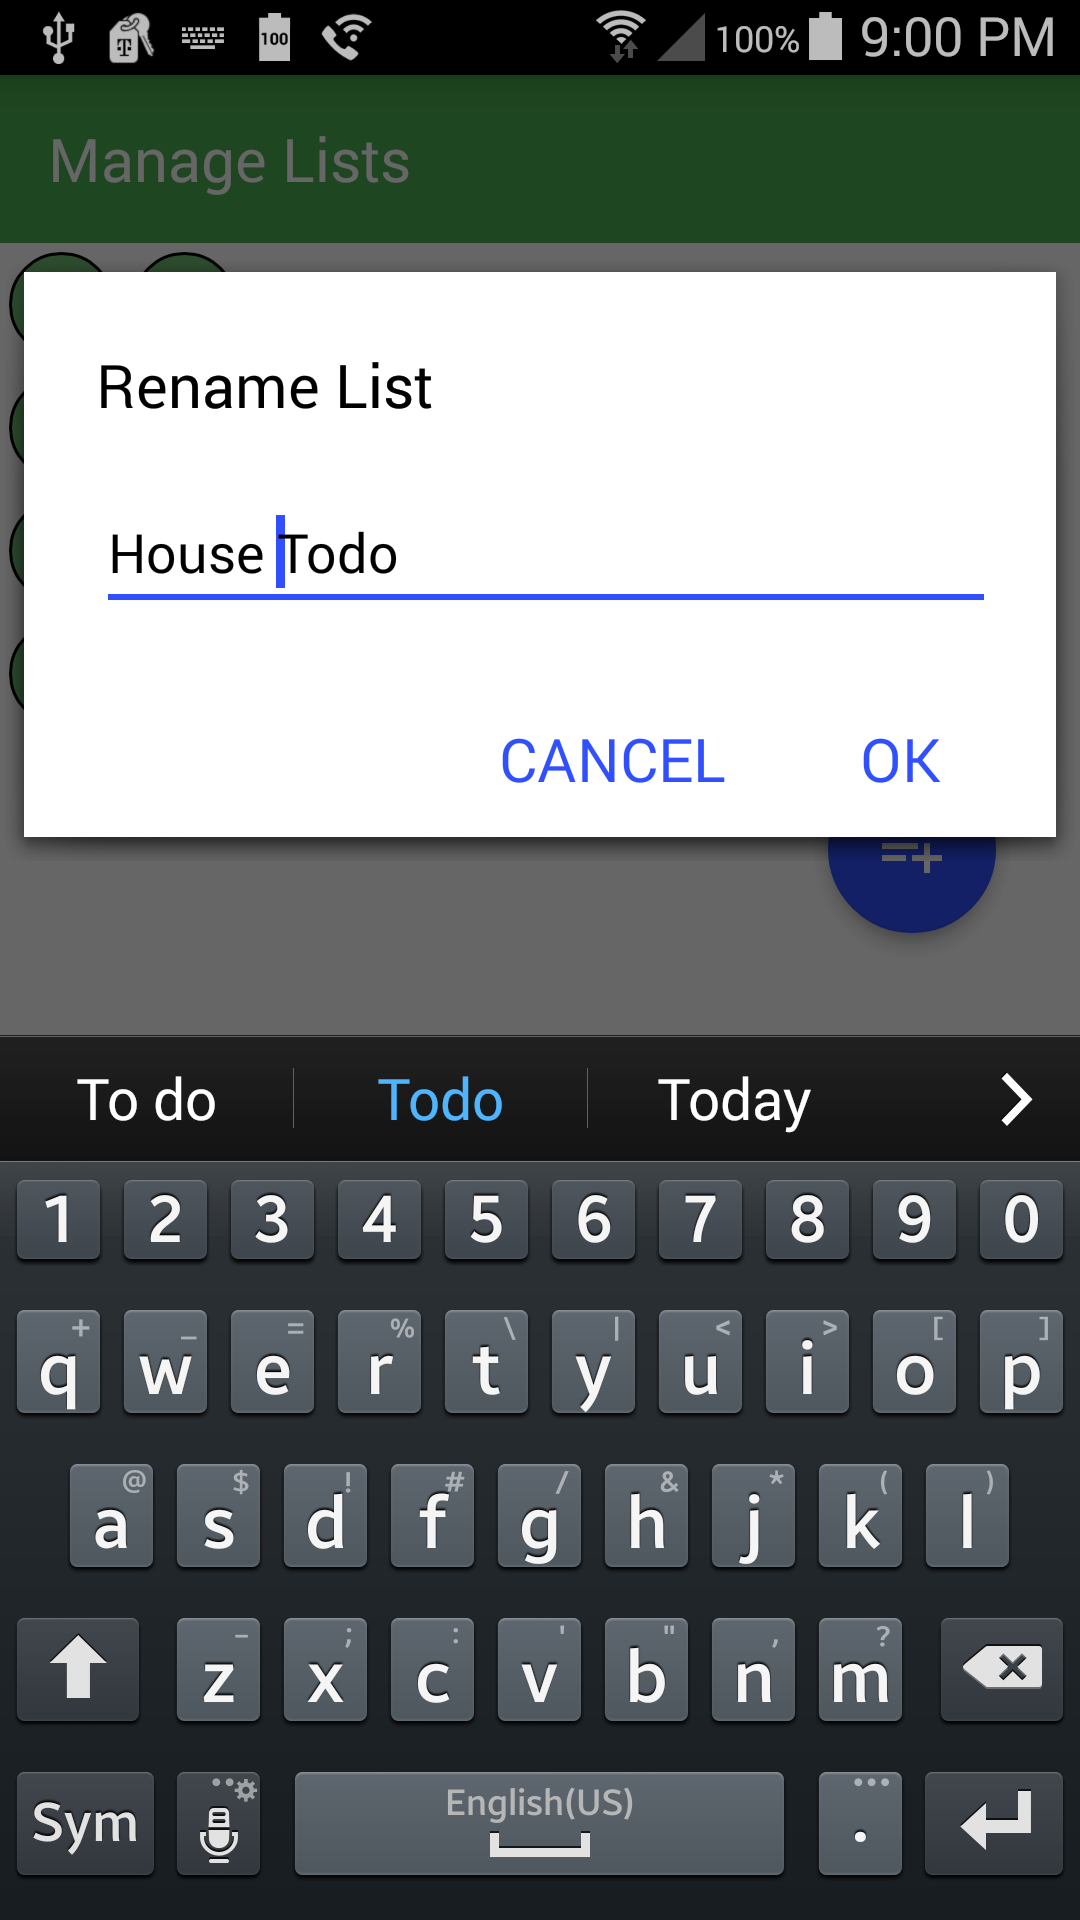 100 100% 9:00 PM
Manage Lists
Rename List
House Todo
CANCEL OK
To do Todo Today
1 2 3 4 5 6 7 8 9 0
+ _ = % \ | < > [ ]
q w e r t y u i o p
@ $ ! # / & * ( )
a s d f g h j k l
- ; : ' " , ?
z x c v b n m
English(US)
Sym .